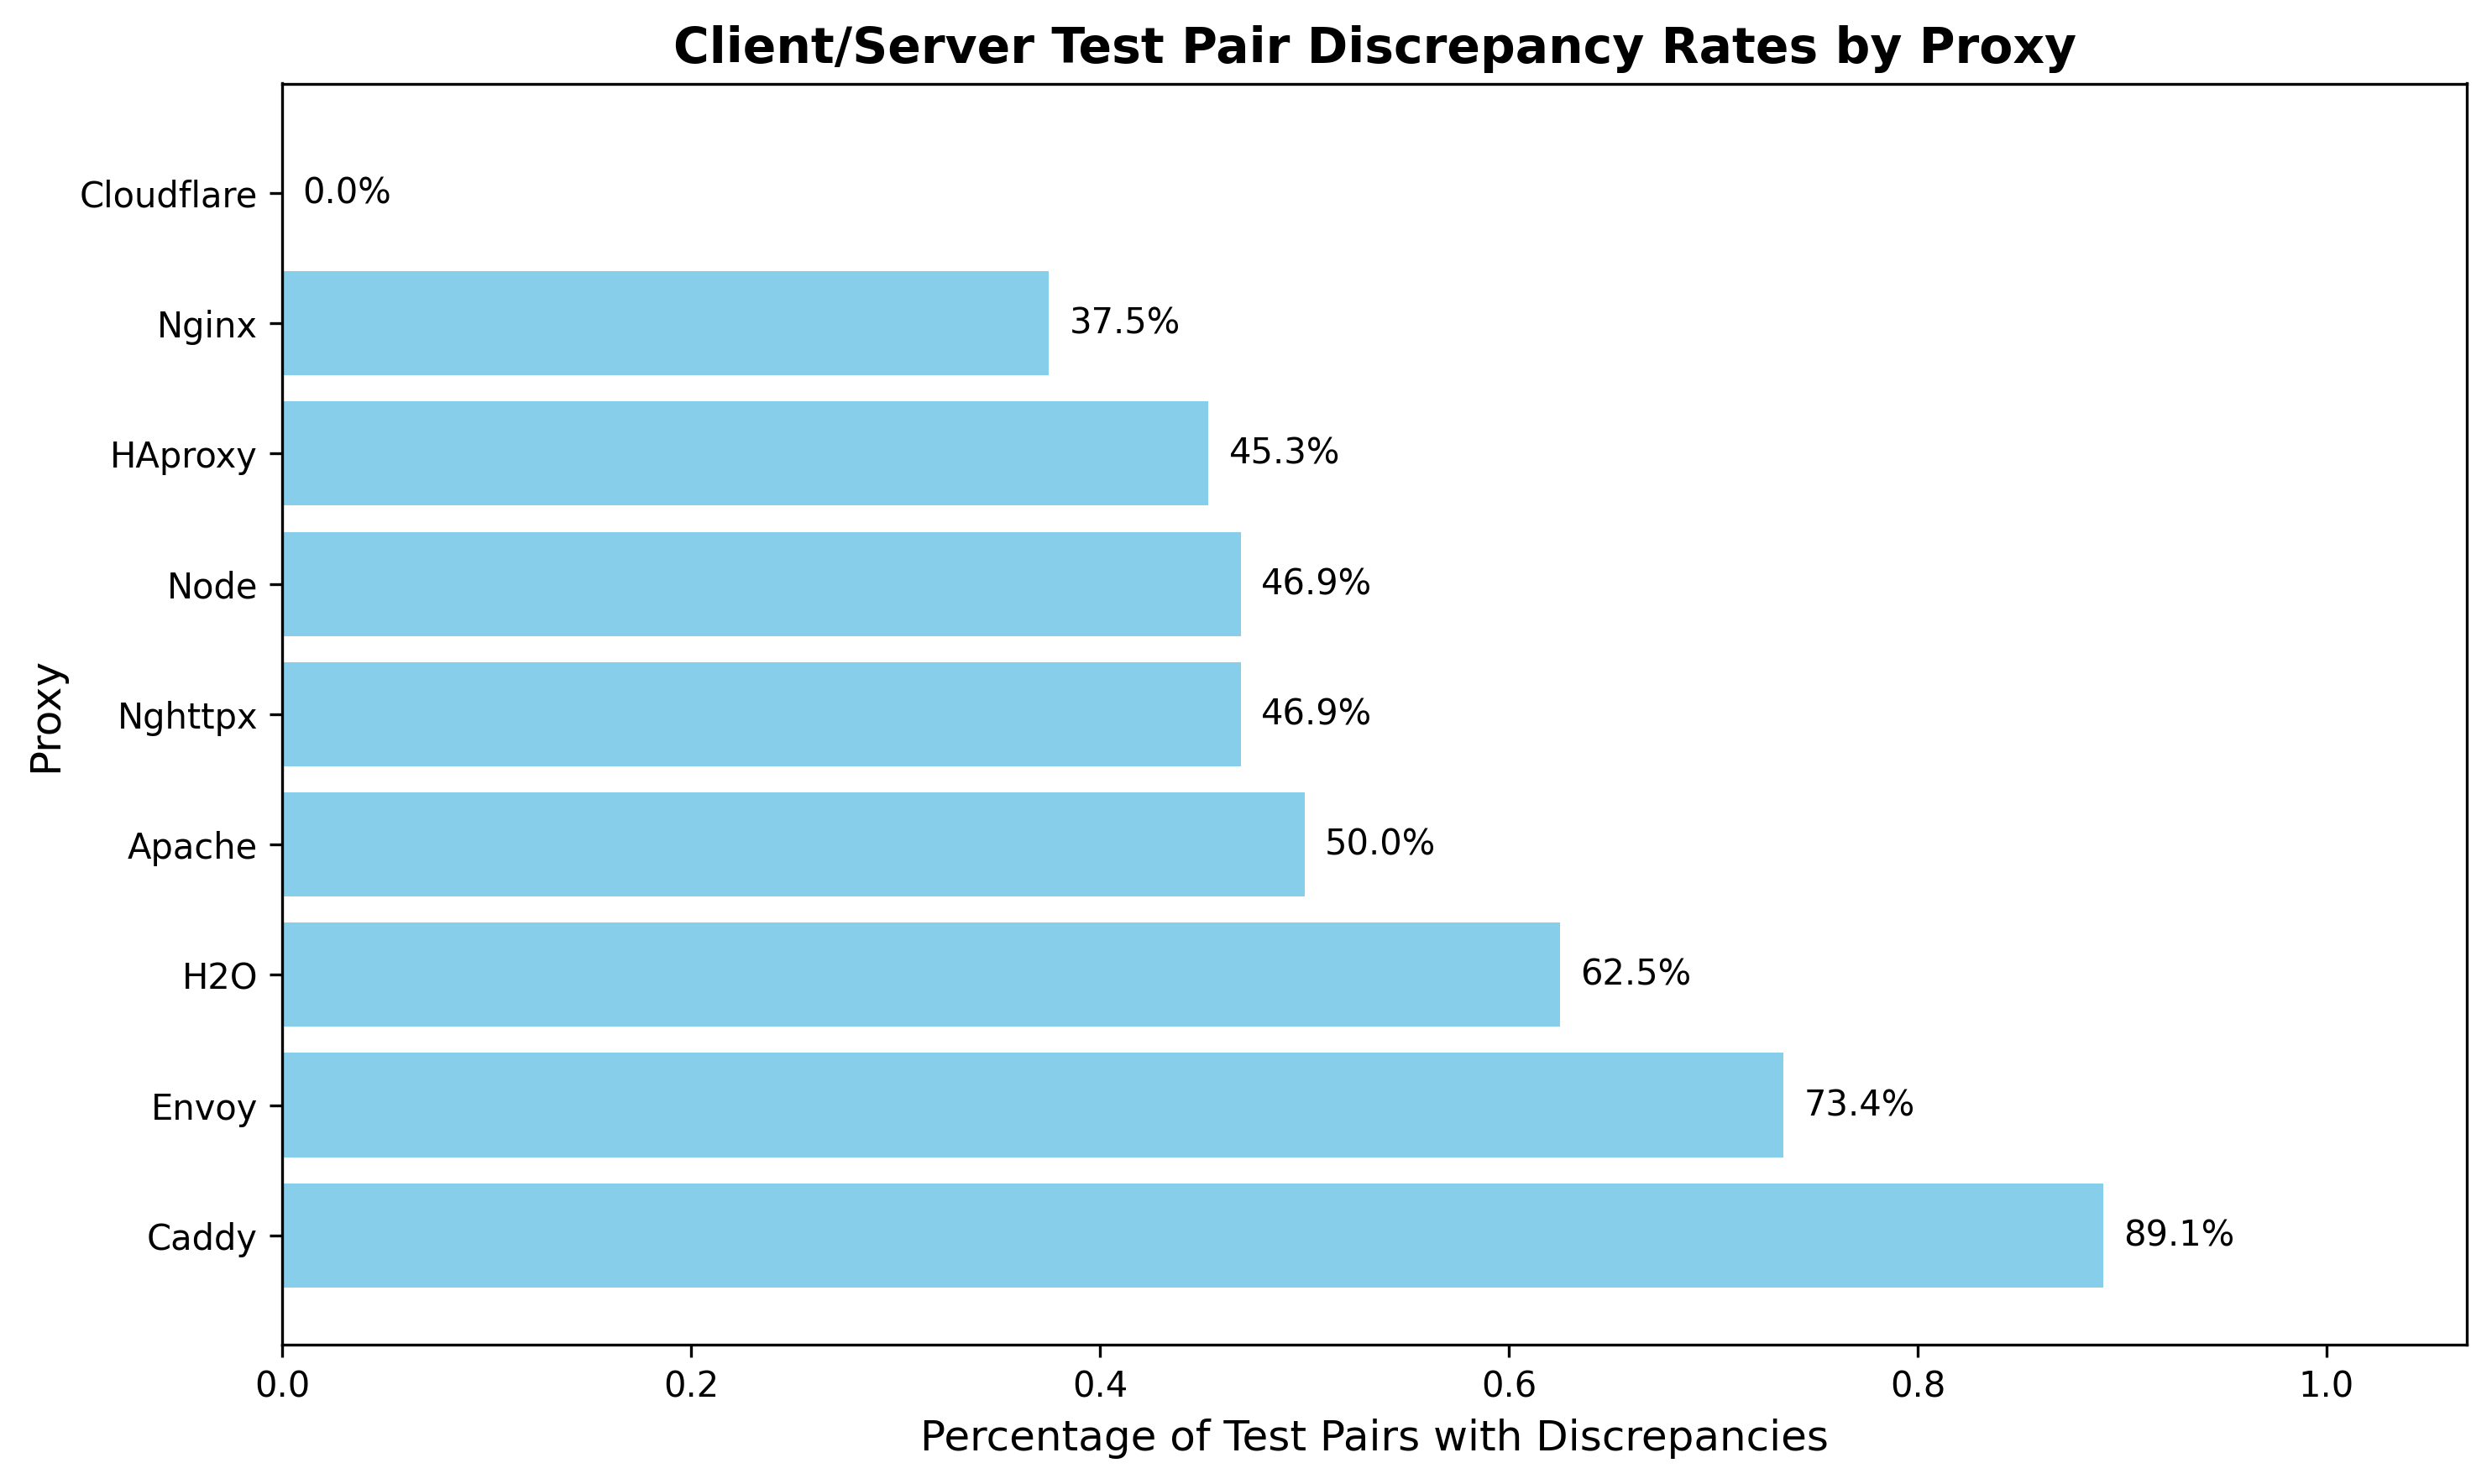 Client/Server Test Pair Discrepancy Rates by Proxy
Proxy
Cloudflare 0.0%
Nginx 37.5%
HAproxy 45.3%
Node 46.9%
Nghttpx 46.9%
Apache 50.0%
H2O 62.5%
Envoy 73.4%
Caddy 89.1%
0.0 0.2 0.4 0.6 0.8 1.0
Percentage of Test Pairs with Discrepancies